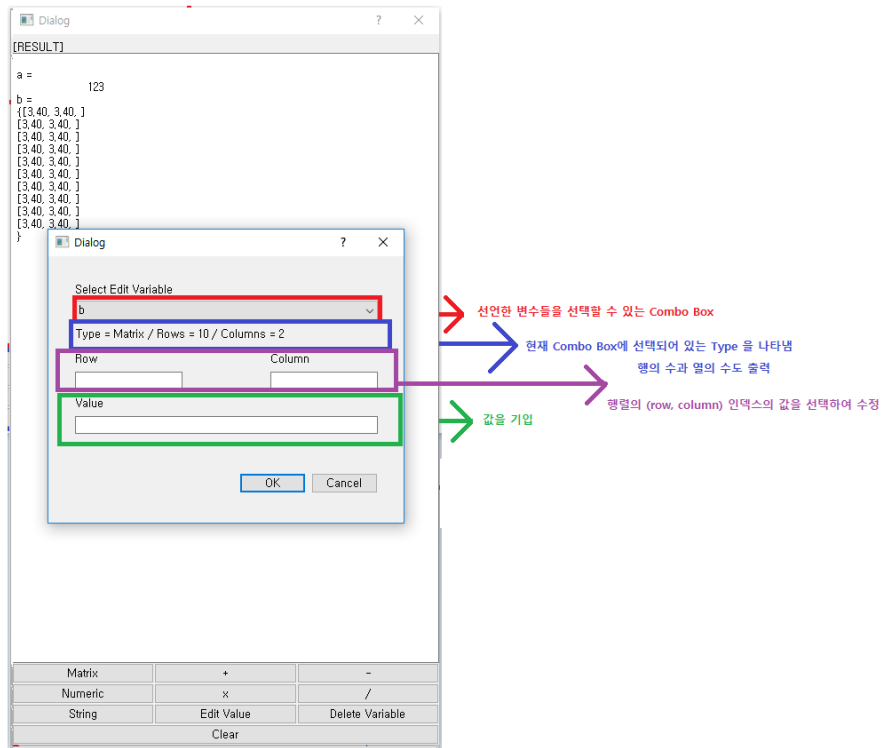 Dialog
[RESULT]
a =
123
b =
{[3,40, 3,40, ]
[3,40, 3,40, ]
[3,40, 3,40, ]
[3,40, 3,40, ]
[3,40, 3,40, ]
[3,40, 3,40, ]
[3,40, 3,40, ]
[3,40, 3,40, ]
[3,40, 3,40, ]
[3,40, 3,40, ]
}
Dialog
Select Edit Variable
b
선언한 변수들을 선택할 수 있는 Combo Box
Type = Matrix / Rows = 10 / Columns = 2
현재 Combo Box에 선택되어 있는 Type 을 나타냄
행의 수과 열의 수도 출력
Row Column
행렬의 (row, column) 인덱스의 값을 선택하여 수정
Value
값을 기입
OK Cancel
Matrix + -
Numeric x /
String Edit Value Delete Variable
Clear